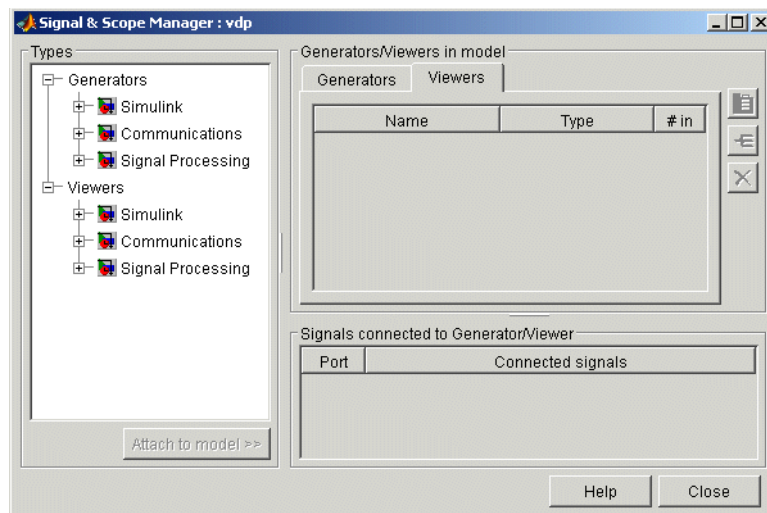 Signal & Scope Manager : vdp
Types
Generators
Simulink
Communications
Signal Processing
Viewers
Simulink
Communications
Signal Processing
Attach to model >>
Generators/Viewers in model
Generators Viewers
Name Type # in
Signals connected to Generator/Viewer
Port Connected signals
Help Close